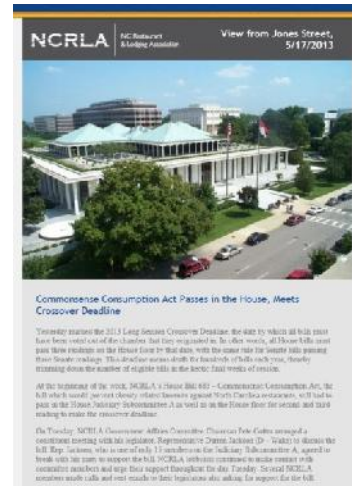 NCRLA
NC Restaurant
& Lodging Association
View from Jones Street,
5/17/2013
Commonsense Consumption Act Passes in the House, Meets
Crossover Deadline
Yesterday marked the 2013 Long Session Crossover Deadline, the date by which all bills must
have been voted out of the chamber that they originated in. In other words, all House bills must
pass three readings on the House floor by that date, with the same rule for Senate bills passing
three Senate readings. This deadline means death for hundreds of bills each year, thereby
trimming down the number of eligible bills in the hectic final weeks of session.
At the beginning of the week, NCRLA's House Bill 683 – Commonsense Consumption Act, the
bill which would prevent obesity related lawsuits against North Carolina restaurants, still had to
pass in the House Judiciary Subcommittee A as well as on the House floor for second and third
reading to make the crossover deadline.
On Tuesday, NCRLA Government Affairs Committee Chairman Pete Gettin arranged a
committee meeting with his legislator, Representative Darren Jackson (D – Wake) to discuss the
bill. Rep. Jackson, who is one of only 11 members on the Judiciary Subcommittee A, agreed to
break with his party to support the bill. NCRLA lobbyists continued to make contact with
committee members and urge their support throughout the day Tuesday. Several NCRLA
members made calls and sent emails to their legislators also asking for support for the bill.